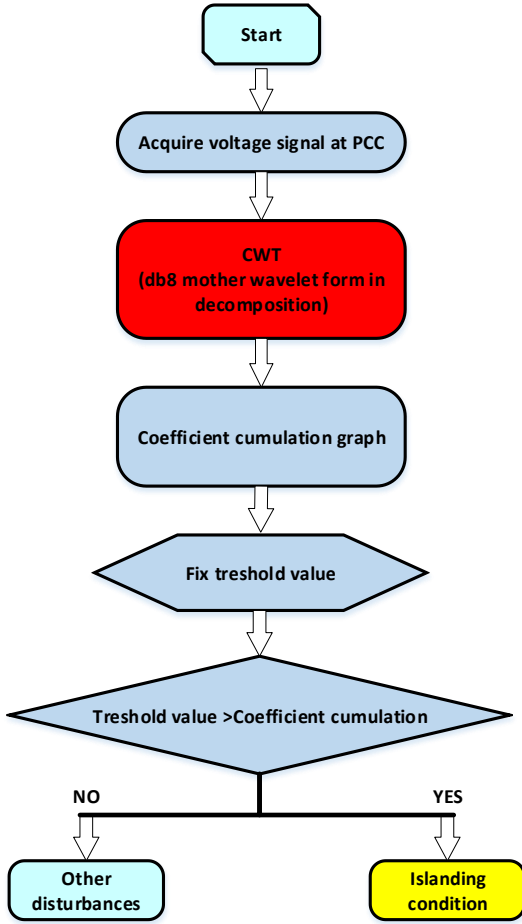 Start
Acquire voltage signal at PCC
CWT
(db8 mother wavelet form in
decomposition)
Coefficient cumulation graph
Fix treshold value
Treshold value >Coefficient cumulation
NO
YES
Other
disturbances
Islanding
condition